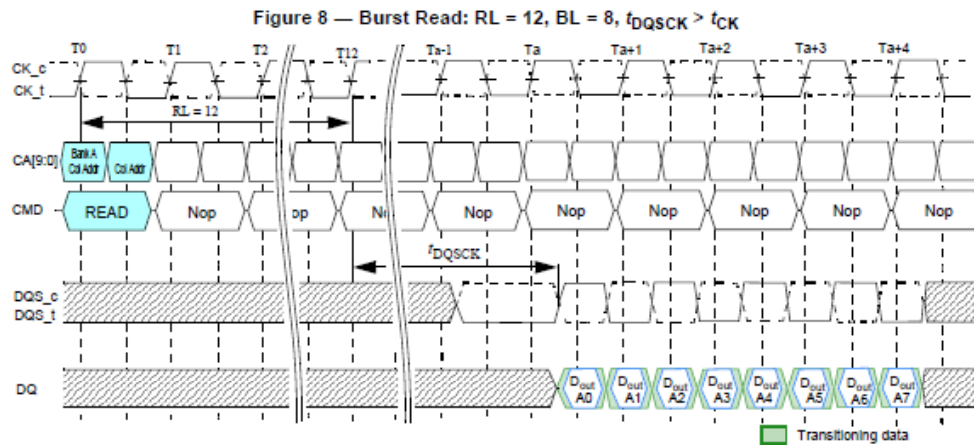 Figure 8 — Burst Read: RL = 12, BL = 8, tDQSCK > tCK
T0 T1 T2 T12 Ta-1 Ta Ta+1 Ta+2 Ta+3 Ta+4
CK_c
CK_t
RL = 12
CA[9:0] Bank A Col Addr Col Addr
CMD READ Nop Nop Nop Nop Nop Nop Nop Nop
tDQSCK
DQS_c
DQS_t
DQ Dout A0 Dout A1 Dout A2 Dout A3 Dout A4 Dout A5 Dout A6 Dout A7
Transitioning data